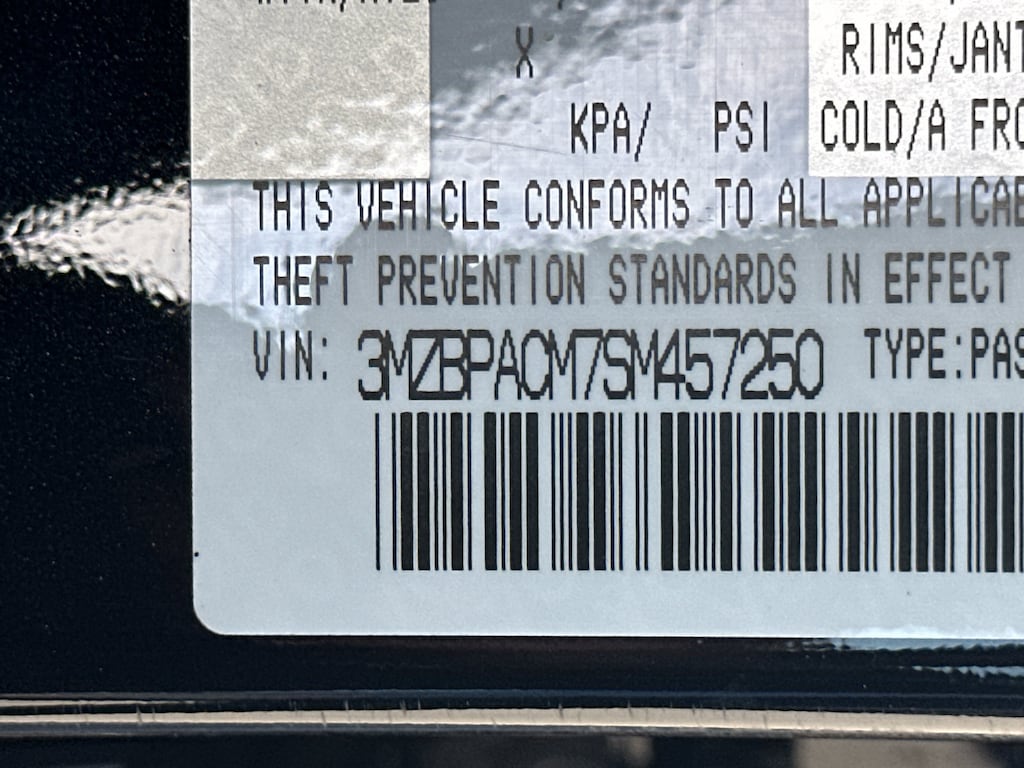 X RIMS/JANT
KPA/ PSI COLD/A FRO
THIS VEHICLE CONFORMS TO ALL APPLICAB
THEFT PREVENTION STANDARDS IN EFFECT
VIN: 3MZBPACM7SM457250 TYPE:PAS